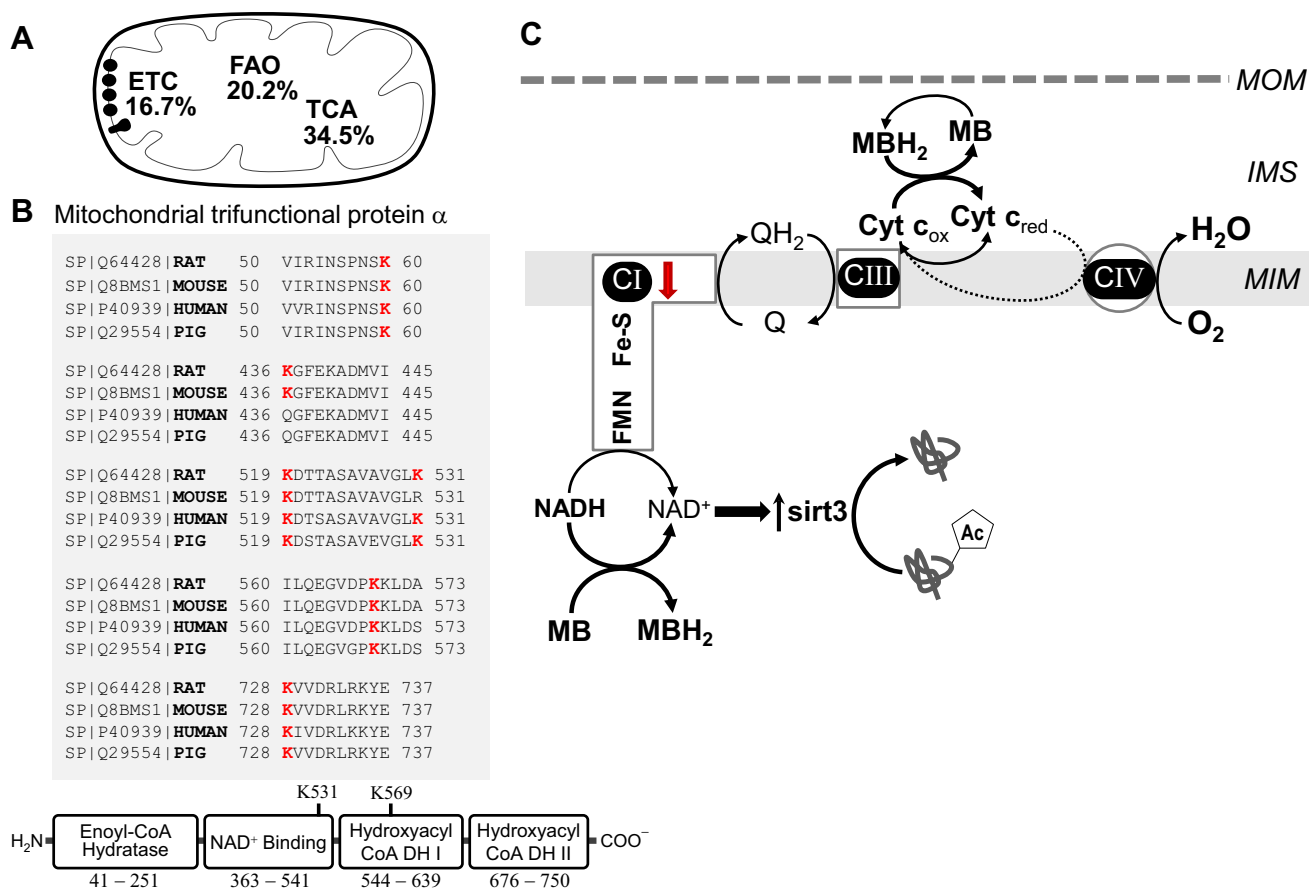 A
ETC
16.7%
FAO
20.2%
TCA
34.5%
B Mitochondrial trifunctional protein α
SP|Q64428|RAT 50 VIRINSPNSK 60
SP|Q8BMS1|MOUSE 50 VIRINSPNSK 60
SP|P40939|HUMAN 50 VVRINSPNSK 60
SP|Q29554|PIG 50 VIRINSPNSK 60
SP|Q64428|RAT 436 KGFEKADMVI 445
SP|Q8BMS1|MOUSE 436 KGFEKADMVI 445
SP|P40939|HUMAN 436 QGFEKADMVI 445
SP|Q29554|PIG 436 QGFEKADMVI 445
SP|Q64428|RAT 519 KDTTASAVAVGLK 531
SP|Q8BMS1|MOUSE 519 KDTTASAVAVGLR 531
SP|P40939|HUMAN 519 KDTSASAVAVGLK 531
SP|Q29554|PIG 519 KDSTASAVEVGLK 531
SP|Q64428|RAT 560 ILQEGVDPKKLDA 573
SP|Q8BMS1|MOUSE 560 ILQEGVDPKKLDA 573
SP|P40939|HUMAN 560 ILQEGVDPKKLDS 573
SP|Q29554|PIG 560 ILQEGVGPKKLDS 573
SP|Q64428|RAT 728 KVVDRLRKYE 737
SP|Q8BMS1|MOUSE 728 KVVDRLRKYE 737
SP|P40939|HUMAN 728 KIVDRLKKYE 737
SP|Q29554|PIG 728 KVVDRLRKYE 737
K531 K569
H₂N Enoyl-CoA Hydratase NAD⁺ Binding Hydroxyacyl CoA DH I Hydroxyacyl CoA DH II COO⁻
41 – 251 363 – 541 544 – 639 676 – 750
C
MOM
MBH₂ MB
IMS
Cyt c_ox Cyt c_red
QH₂
H₂O
CI CIII CIV MIM
Q
O₂
Fe-S
FMN
NADH NAD⁺ sirt3
Ac
MB MBH₂